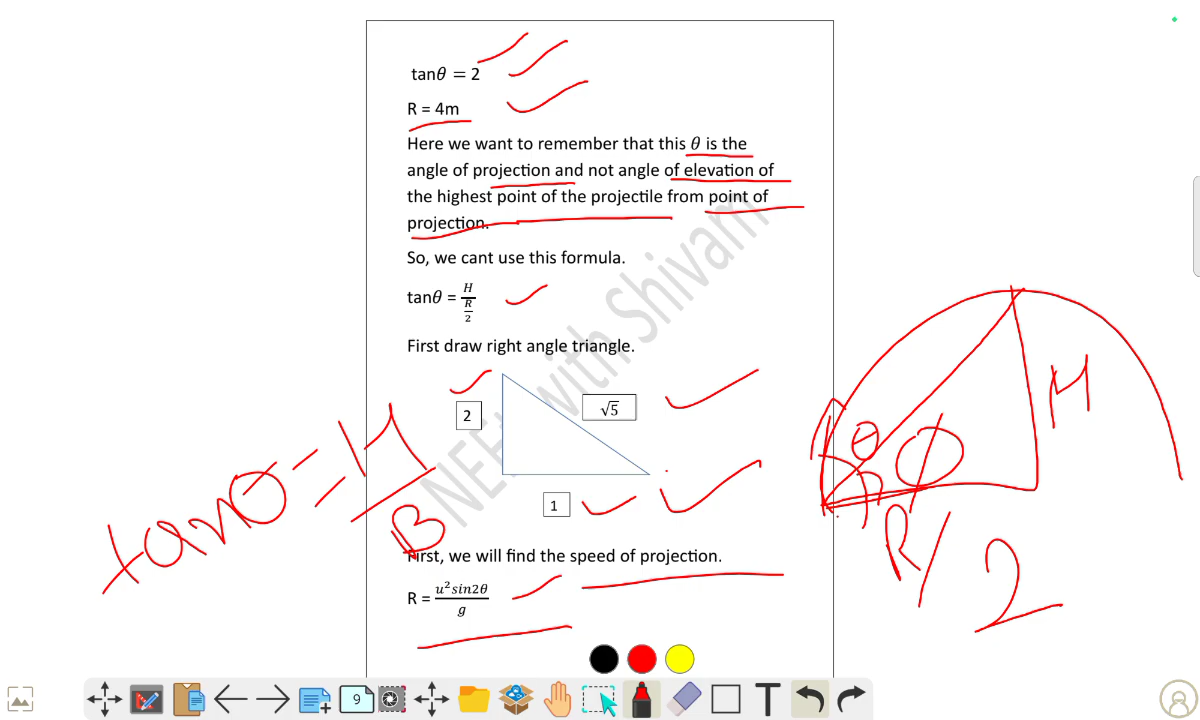 tanθ = 2
R = 4m
Here we want to remember that this θ is the
angle of projection and not angle of elevation of
the highest point of the projectile from point of
projection.
So, we cant use this formula.
tanθ = H/(R/2)
First draw right angle triangle.
2
√5
1
First, we will find the speed of projection.
R = u²sin2θ/g
NEET with Shivam
tanθ = H/B
θ
ϕ
H
R/2
9
T